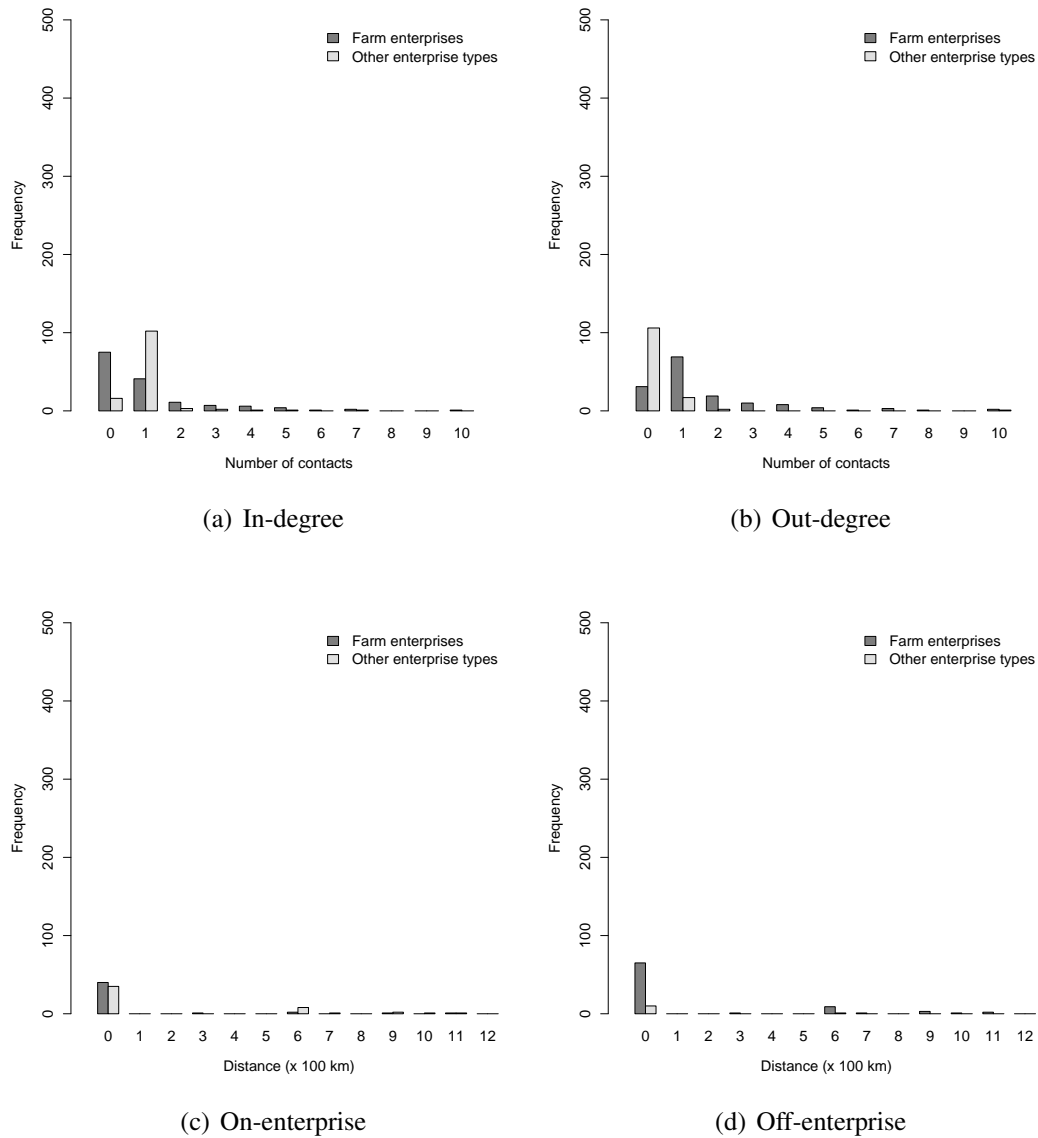 500
400
300
200
100
0
Frequency
Farm enterprises
Other enterprise types
0 1 2 3 4 5 6 7 8 9 10
Number of contacts
(a) In-degree
500
400
300
200
100
0
Frequency
Farm enterprises
Other enterprise types
0 1 2 3 4 5 6 7 8 9 10
Number of contacts
(b) Out-degree
500
400
300
200
100
0
Frequency
Farm enterprises
Other enterprise types
0 1 2 3 4 5 6 7 8 9 10 11 12
Distance (x 100 km)
(c) On-enterprise
500
400
300
200
100
0
Frequency
Farm enterprises
Other enterprise types
0 1 2 3 4 5 6 7 8 9 10 11 12
Distance (x 100 km)
(d) Off-enterprise